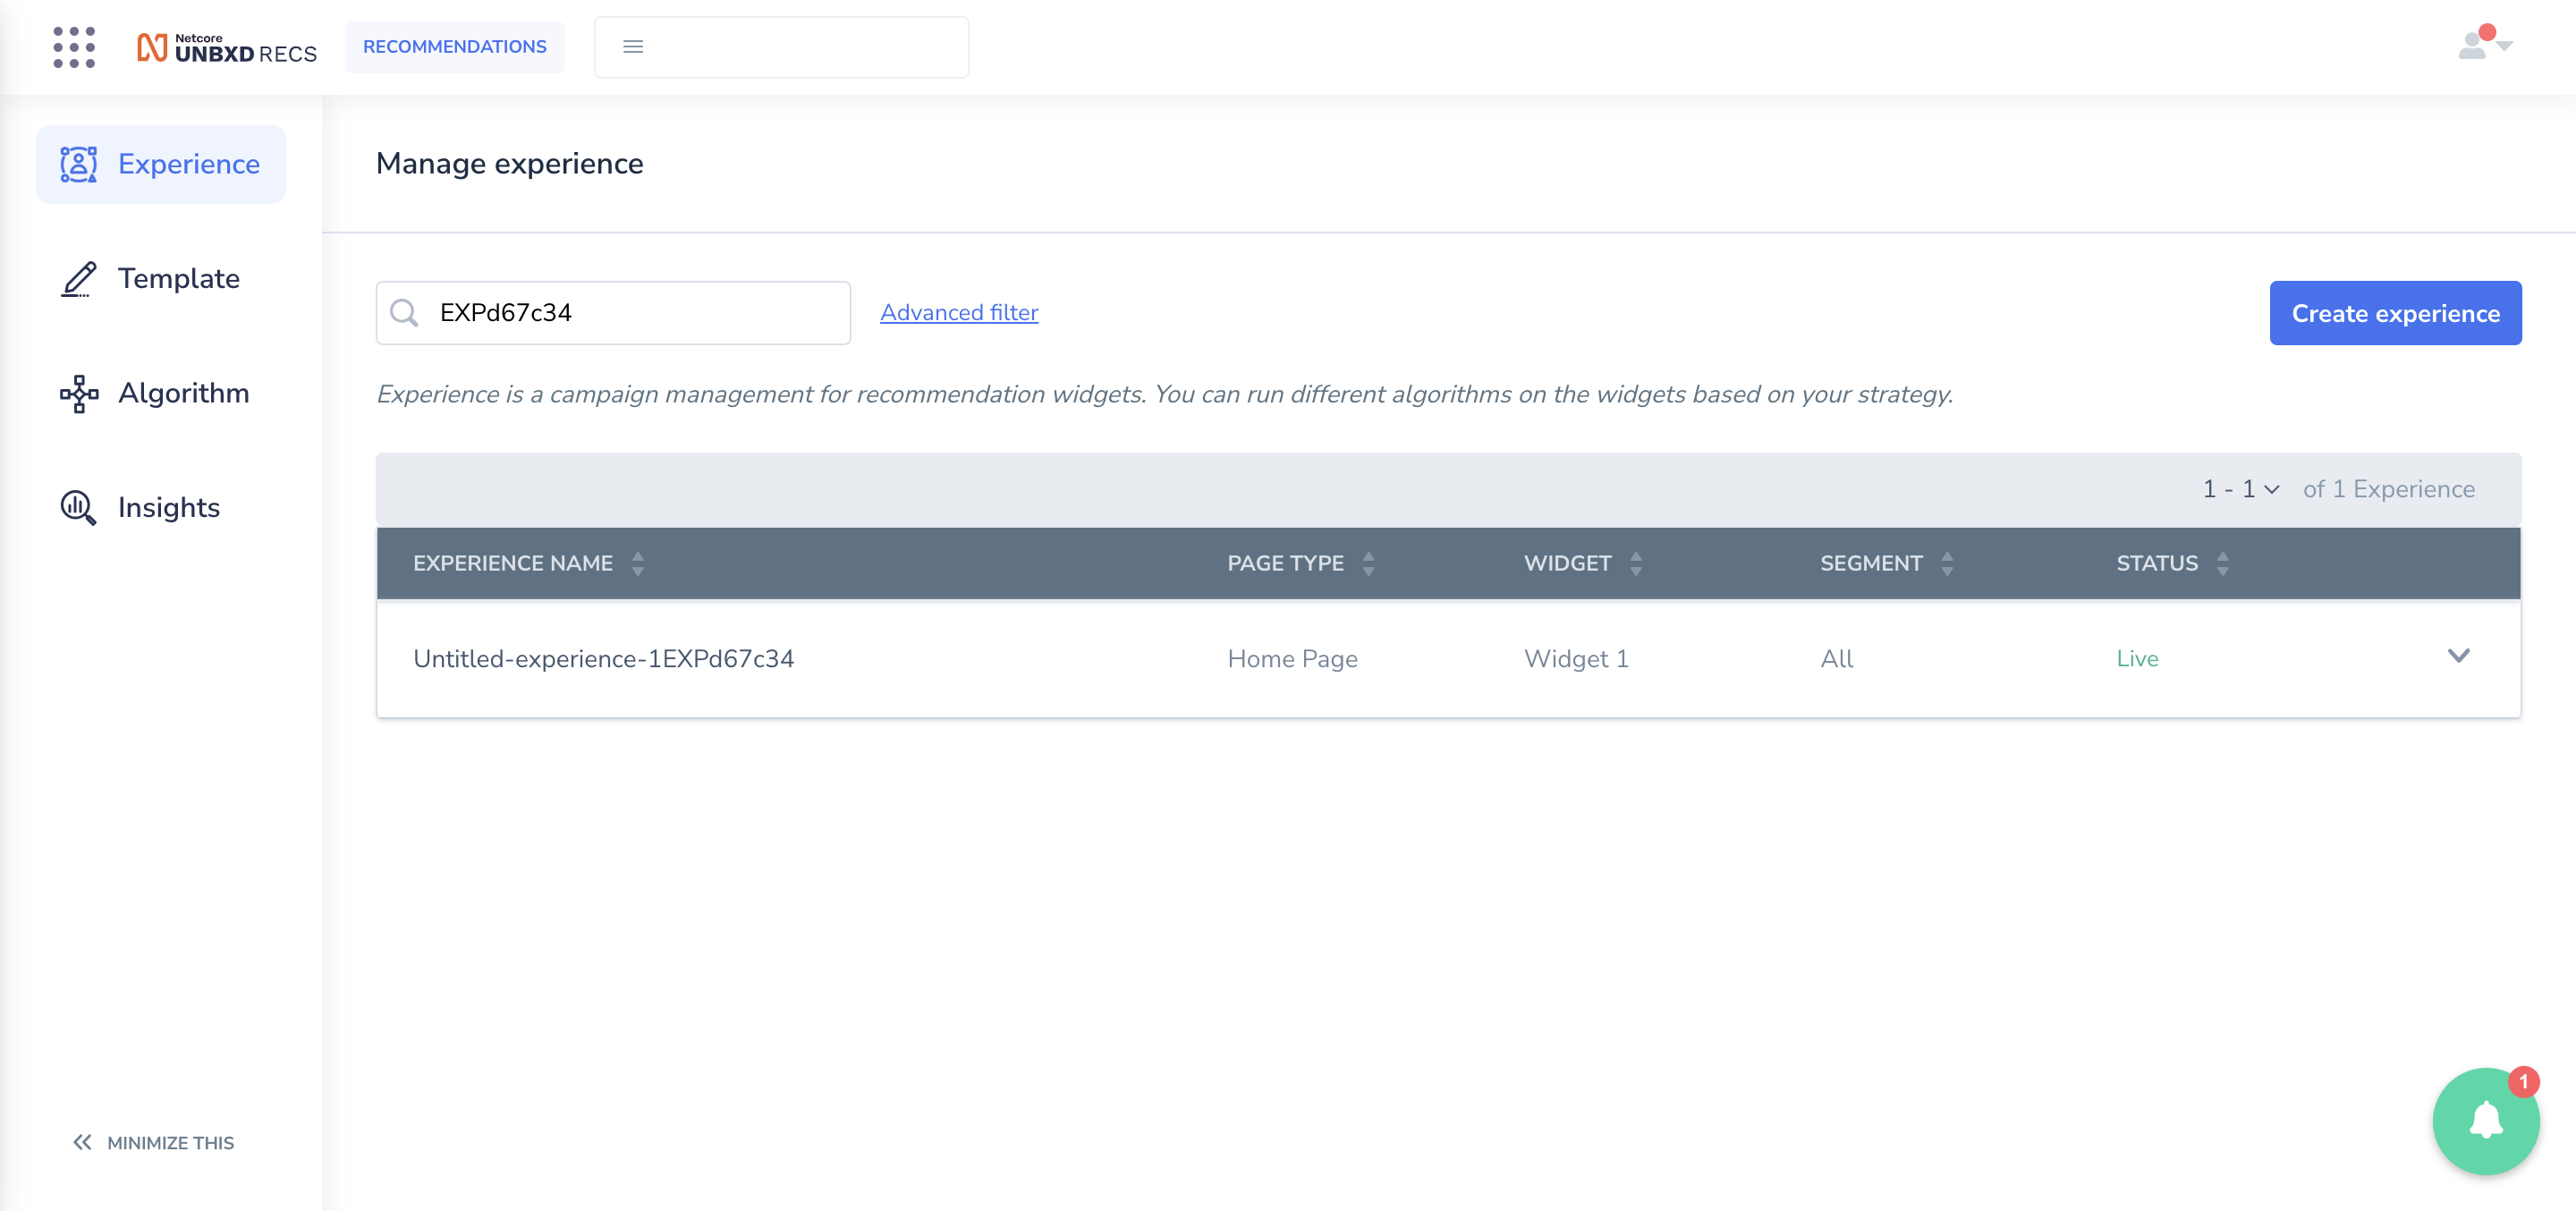 Netcore
UNBXD RECS
RECOMMENDATIONS
Experience
Template
Algorithm
Insights
MINIMIZE THIS
Manage experience
EXPd67c34
Advanced filter
Create experience
Experience is a campaign management for recommendation widgets. You can run different algorithms on the widgets based on your strategy.
1 - 1 of 1 Experience
EXPERIENCE NAME PAGE TYPE WIDGET SEGMENT STATUS
Untitled-experience-1EXPd67c34 Home Page Widget 1 All Live
1